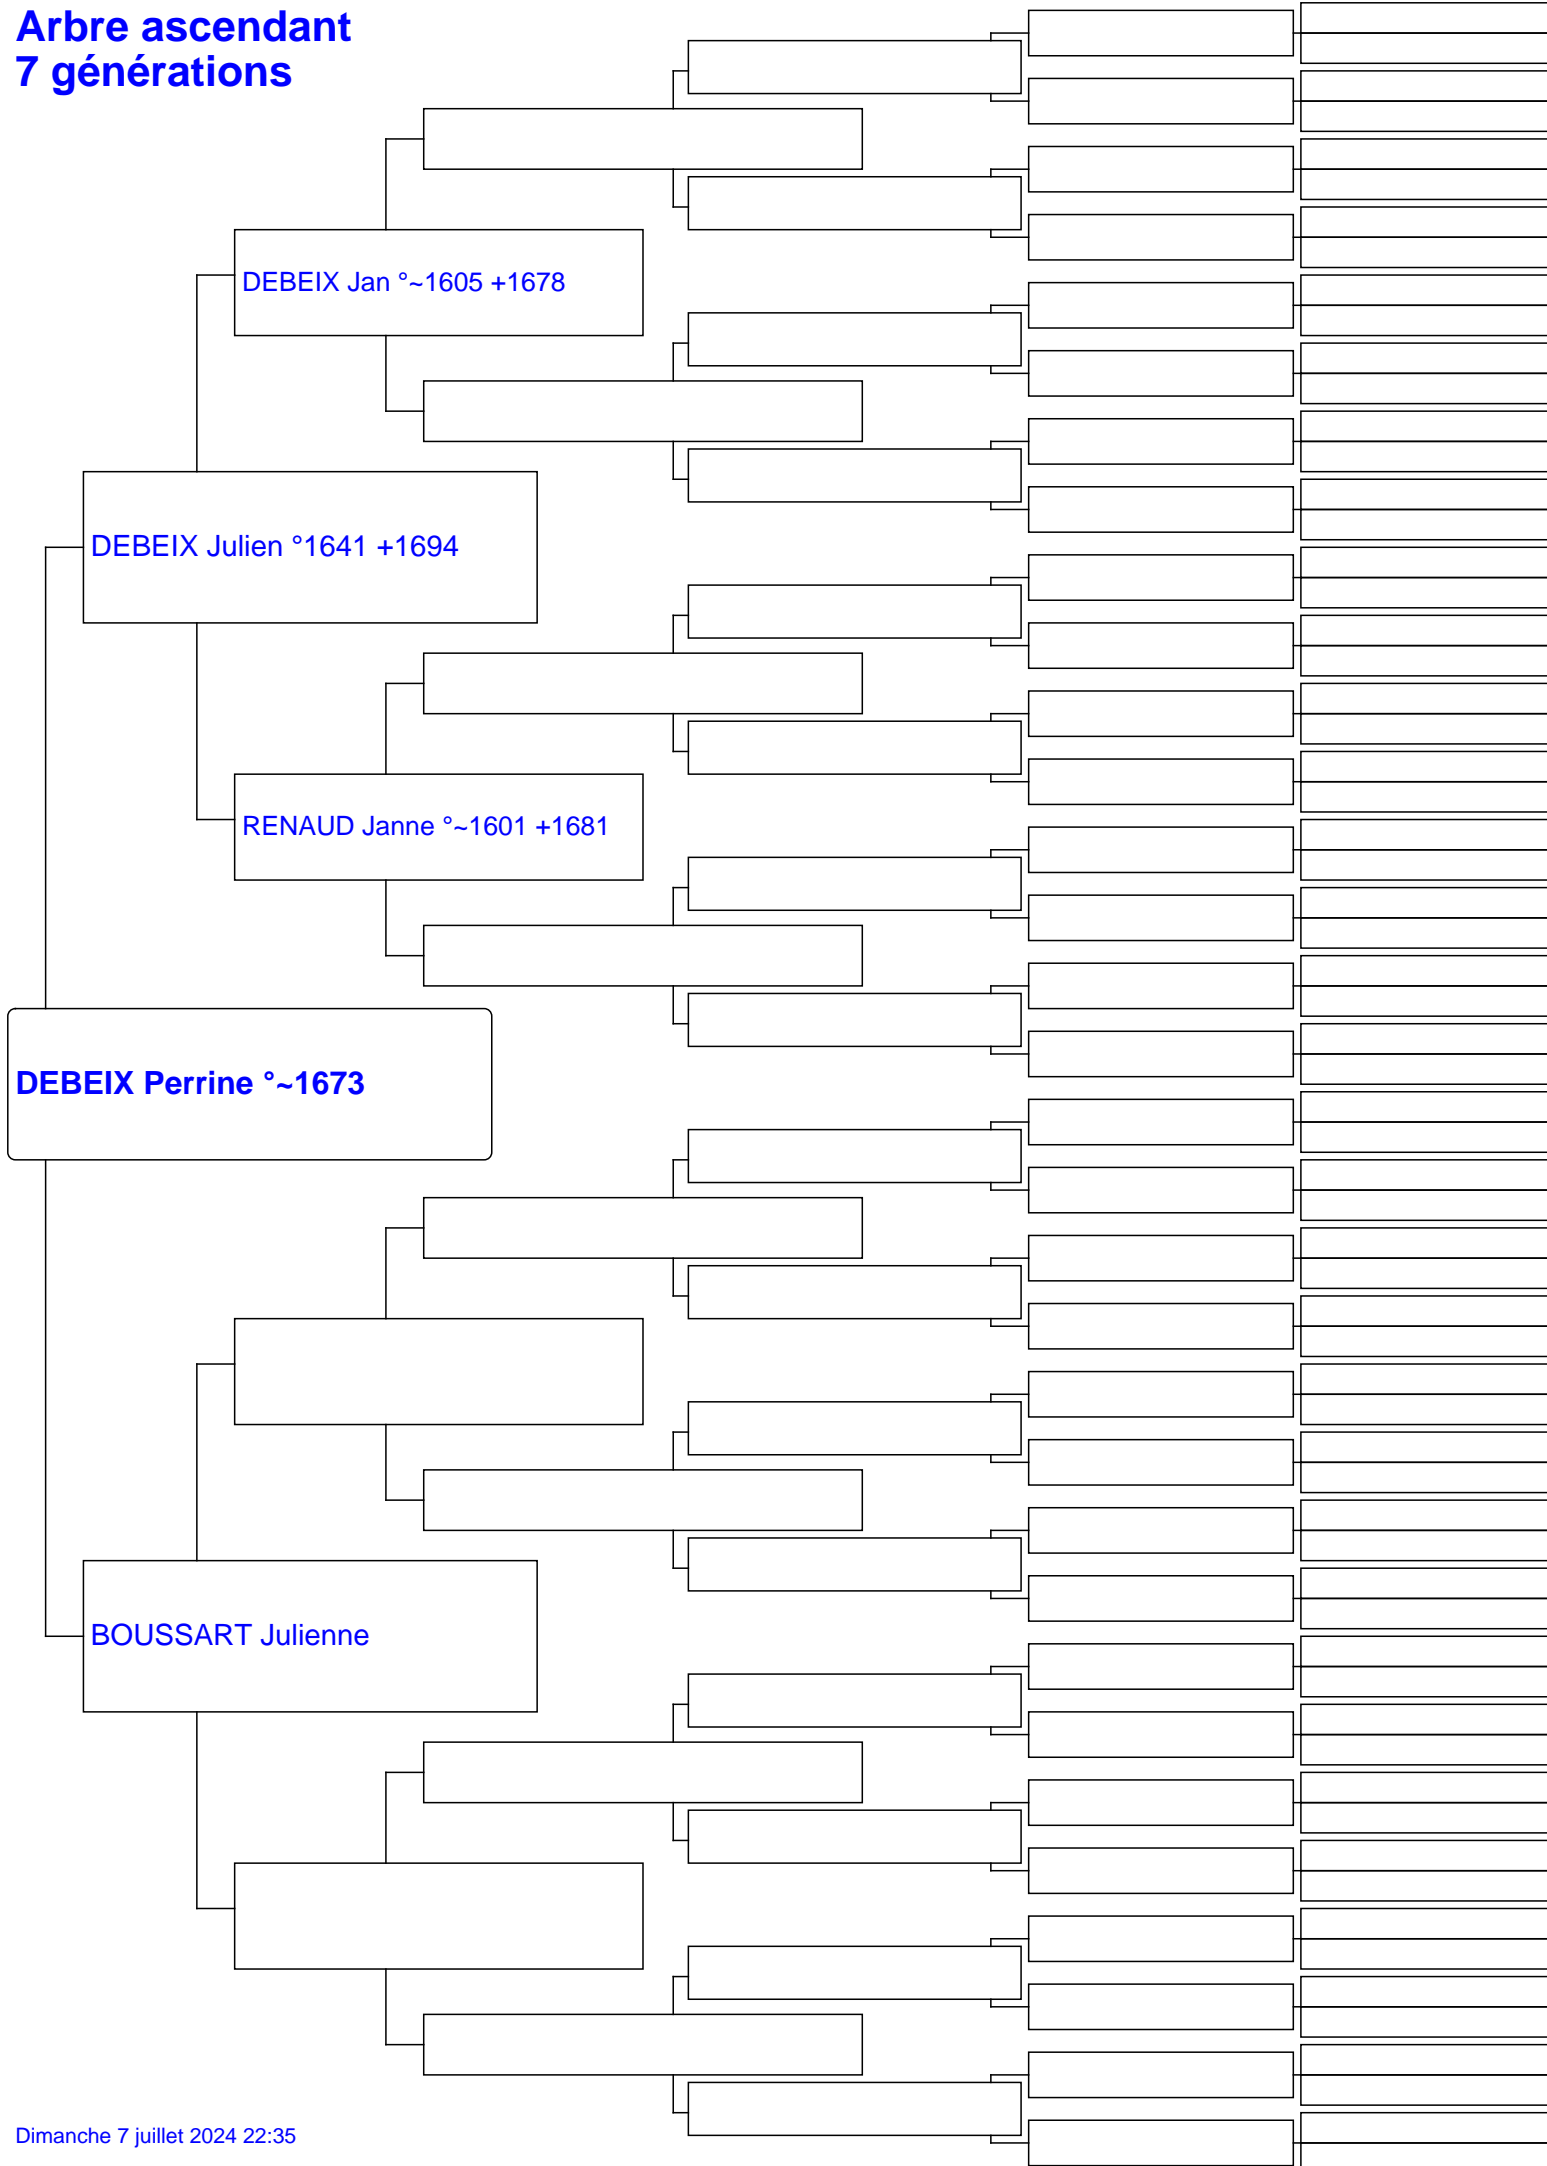 Arbre ascendant
7 générations
DEBEIX Jan °~1605 +1678
DEBEIX Julien °1641 +1694
RENAUD Janne °~1601 +1681
DEBEIX Perrine °~1673
BOUSSART Julienne
Dimanche 7 juillet 2024 22:35